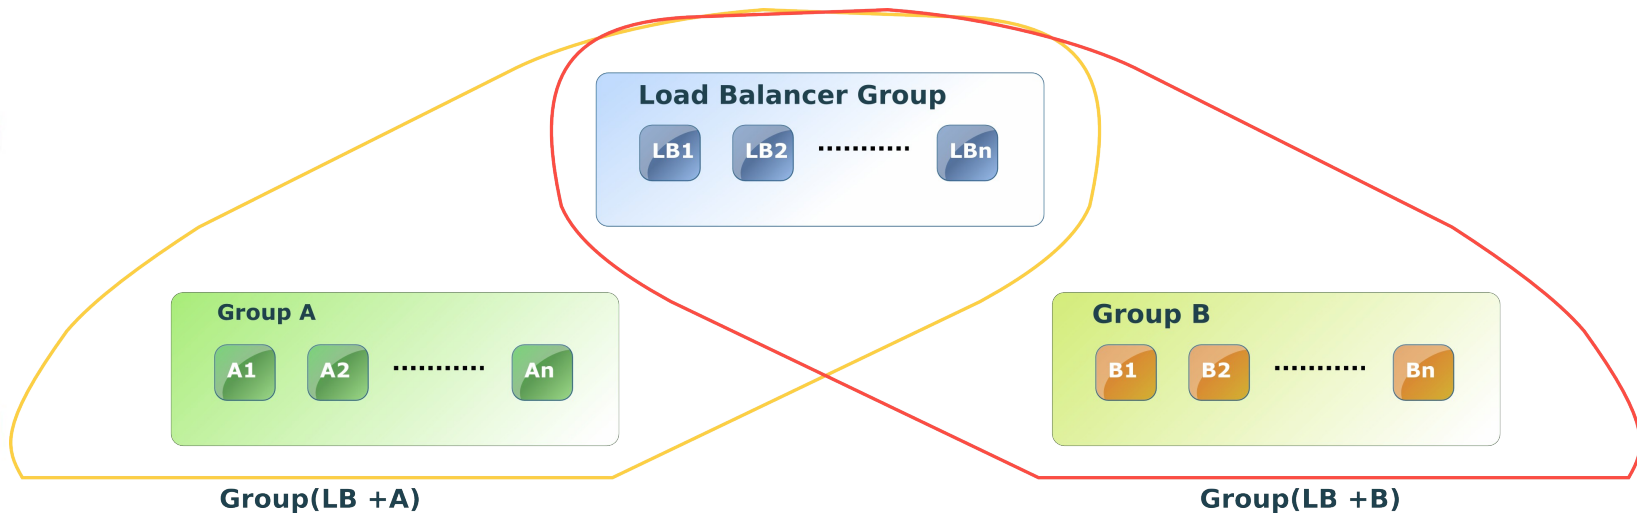 Load Balancer Group
LB1 LB2 ........... LBn
Group A
A1 A2 ........... An
Group B
B1 B2 ........... Bn
Group(LB +A)
Group(LB +B)